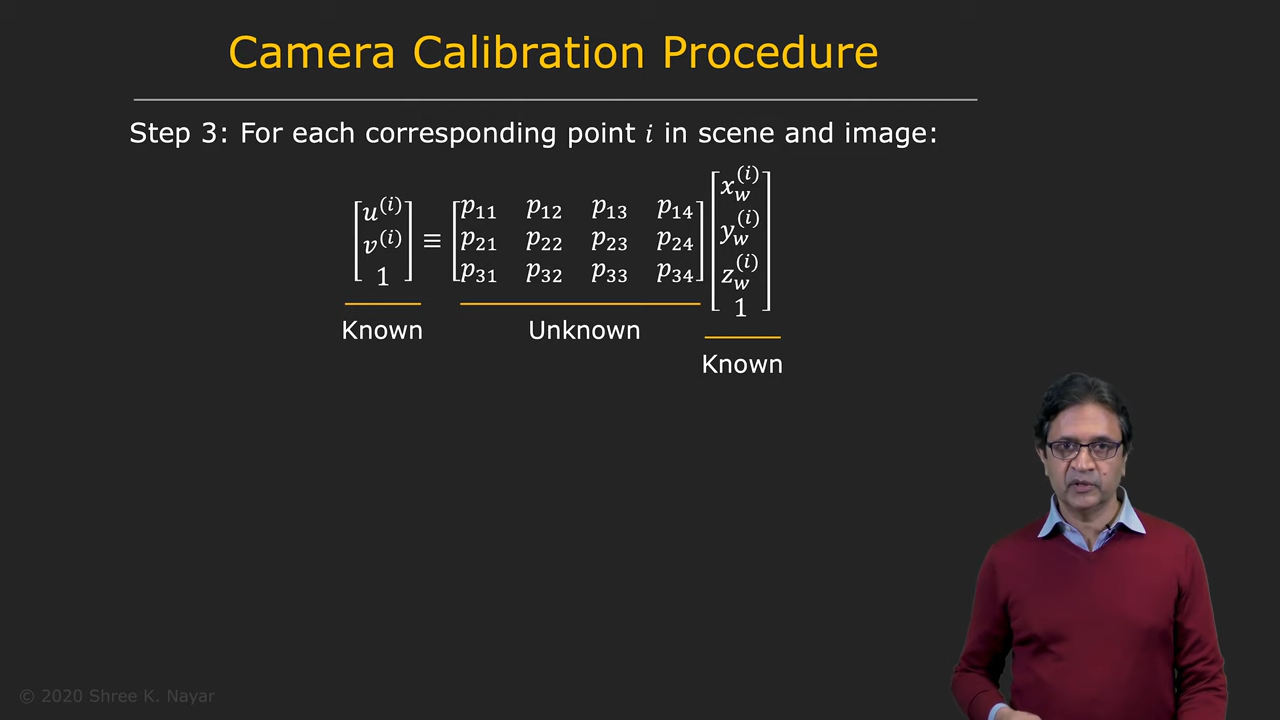 Camera Calibration Procedure
Step 3: For each corresponding point i in scene and image:
[u^(i) v^(i) 1] ≡ [p₁₁ p₁₂ p₁₃ p₁₄ p₂₁ p₂₂ p₂₃ p₂₄ p₃₁ p₃₂ p₃₃ p₃₄] [x_w^(i) y_w^(i) z_w^(i) 1]
Known
Unknown
Known
© 2020 Shree K. Nayar